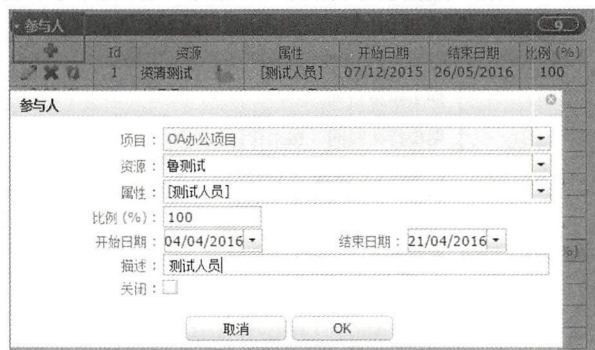 参与人 9
Id 资源 属性 开始日期 结束日期 比例 (%)
1 资清测试 [测试人员] 07/12/2015 26/05/2016 100
参与人
项目： OA办公项目
资源： 鲁测试
属性： [测试人员]
比例 (%)： 100
开始日期： 04/04/2016 结束日期： 21/04/2016
描述： 测试人员
关闭：
取消 OK